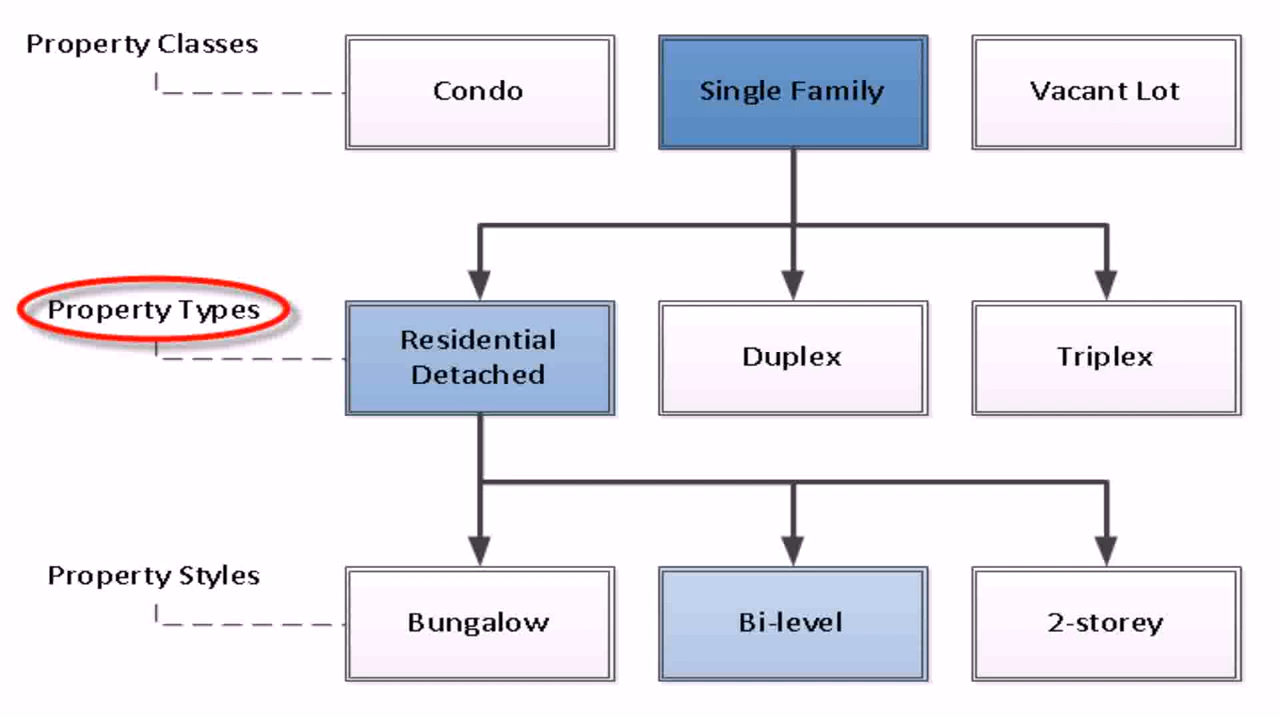 Property Classes
Condo
Single Family
Vacant Lot
Property Types
Residential
Detached
Duplex
Triplex
Property Styles
Bungalow
Bi-level
2-storey